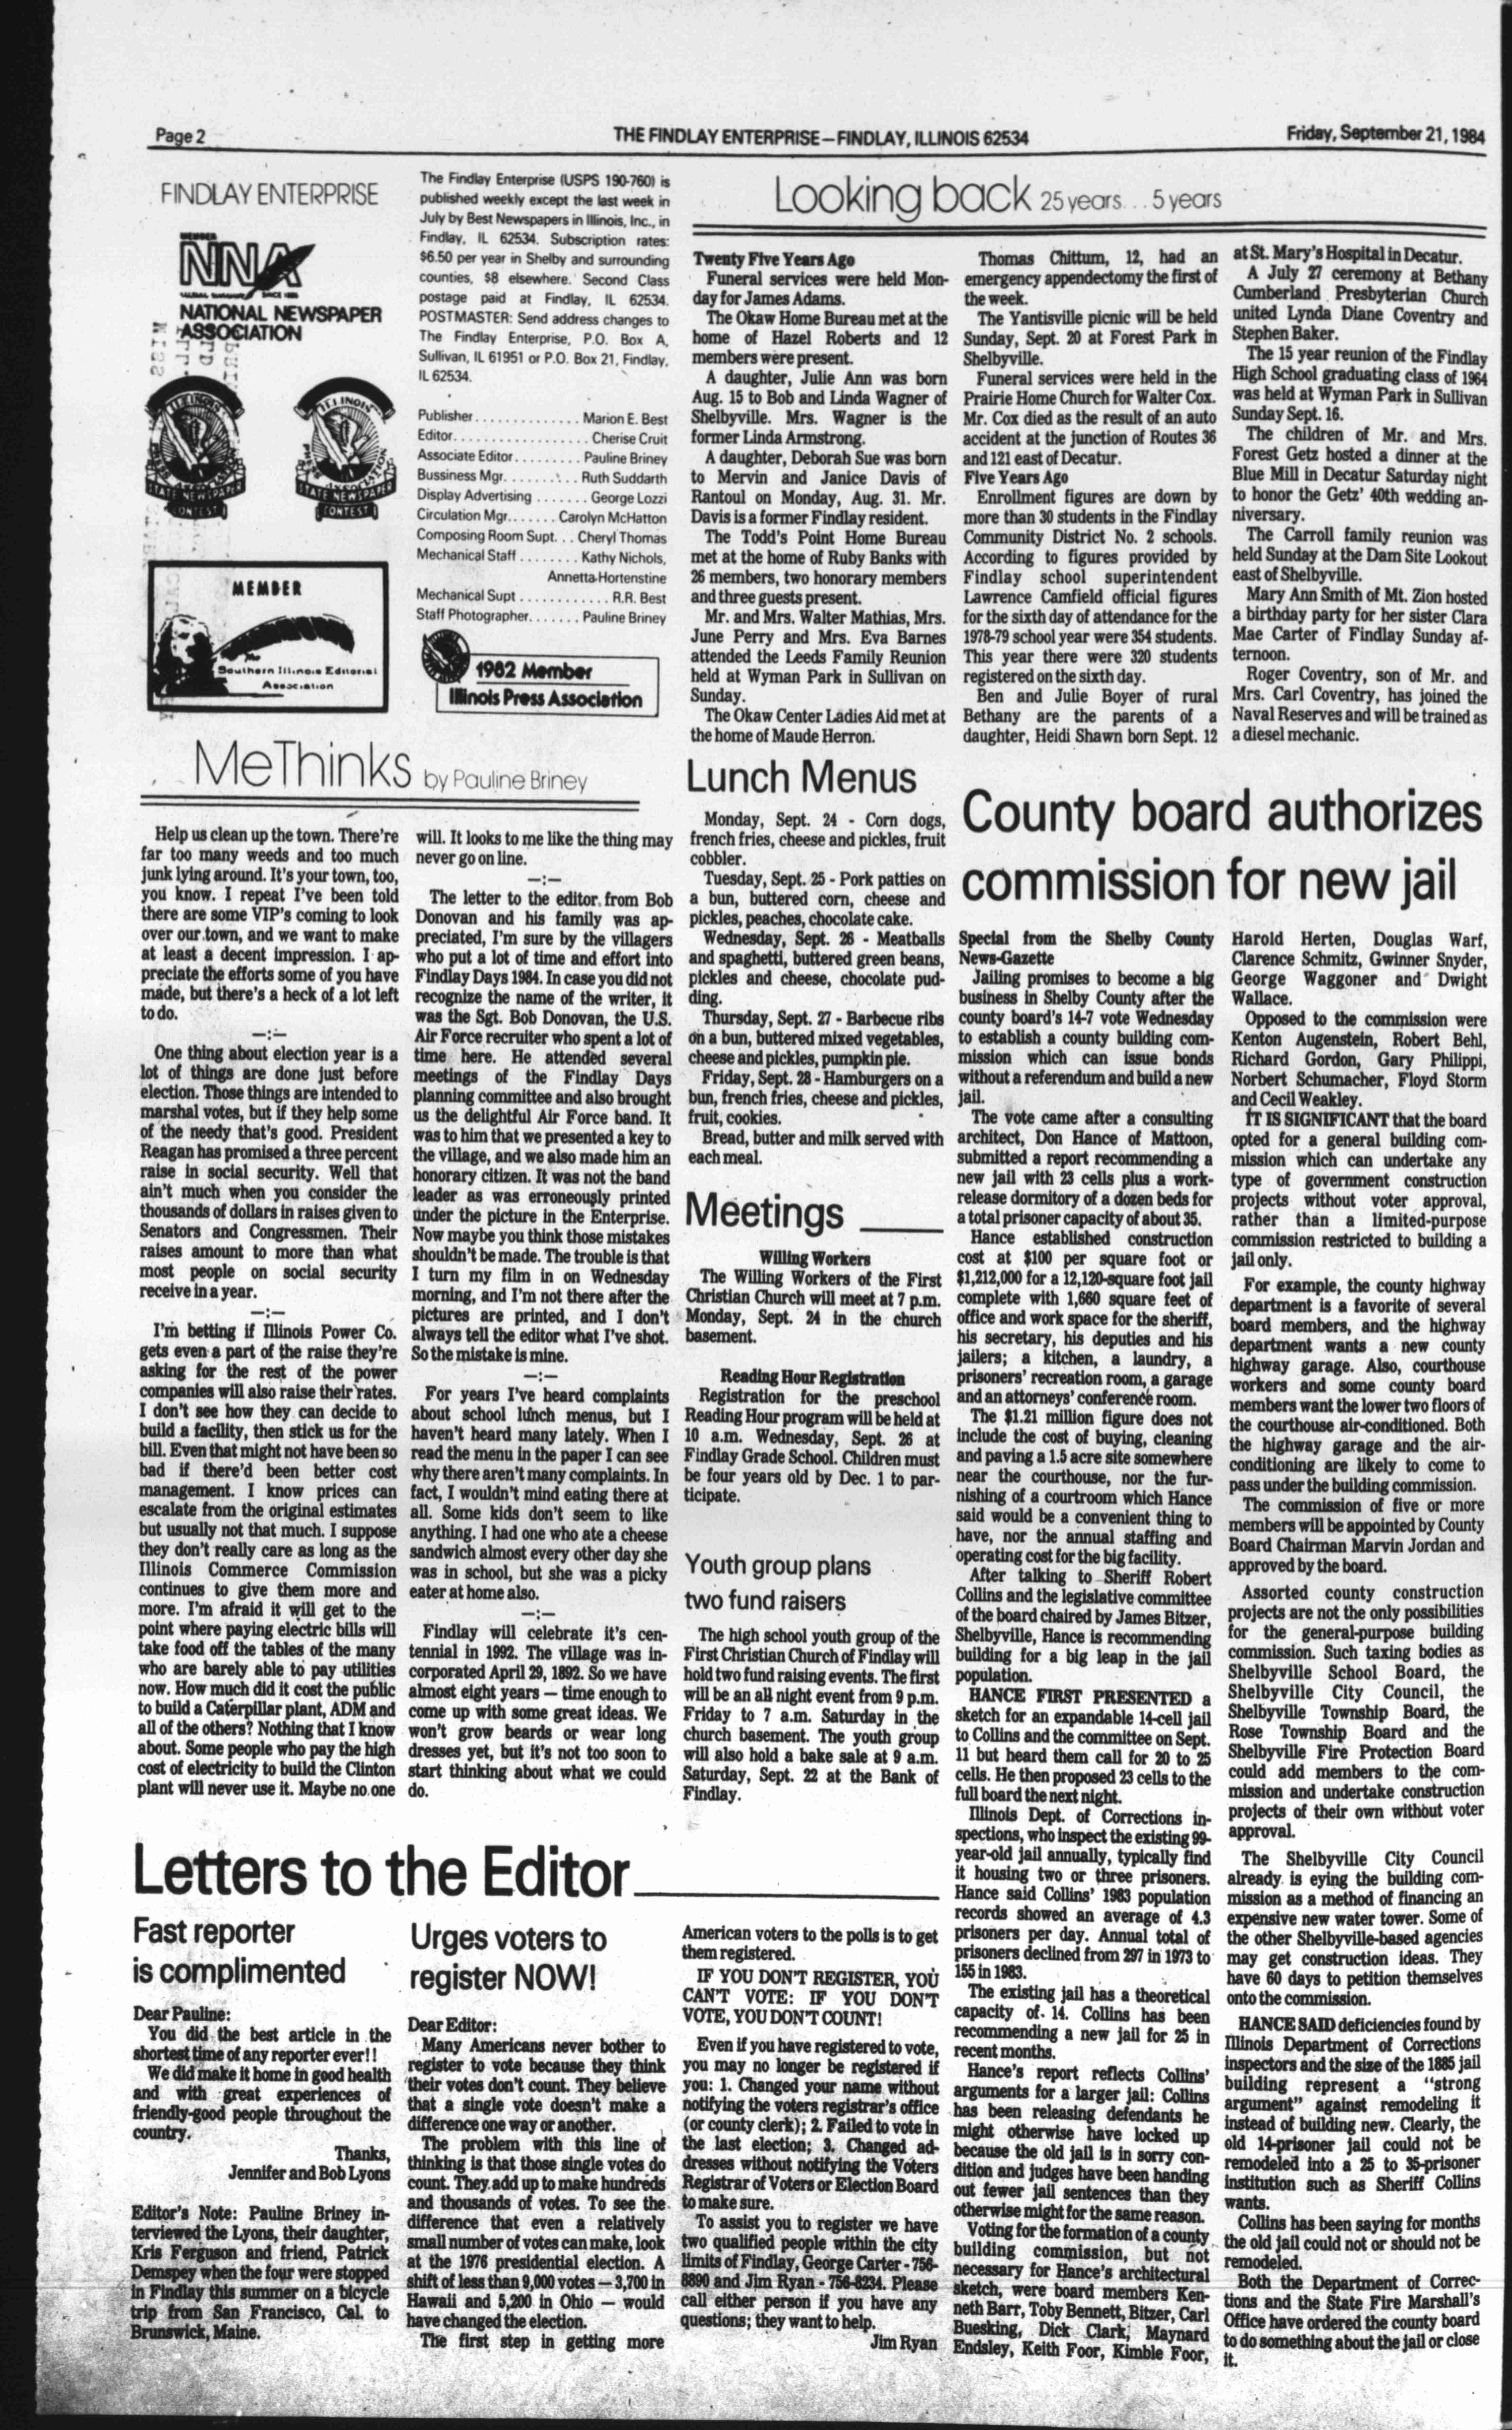 Page 2
THE FINDLAY ENTERPRISE—FINDLAY, ILLINOIS 62534
Friday, September 21, 1984
FINDLAY ENTERPRISE
MEMBER
NNA
SINCE 1885
NATIONAL NEWSPAPER
ASSOCIATION
ILLINOIS
PRESS ASSOCIATION
STATE NEWSPAPER
CONTEST
ILLINOIS
PRESS ASSOCIATION
STATE NEWSPAPER
CONTEST
MEMBER
The
Southern Illinois Editorial
Association
The Findlay Enterprise (USPS 190-760) is
published weekly except the last week in
July by Best Newspapers in Illinois, Inc., in
Findlay, IL 62534. Subscription rates:
$6.50 per year in Shelby and surrounding
counties, $8 elsewhere. Second Class
postage paid at Findlay, IL 62534.
POSTMASTER: Send address changes to
The Findlay Enterprise, P.O. Box A,
Sullivan, IL 61951 or P.O. Box 21, Findlay,
IL 62534.
Publisher.............. Marion E. Best
Editor................. Cherise Cruit
Associate Editor......... Pauline Briney
Bussiness Mgr.......... Ruth Suddarth
Display Advertising ....... George Lozzi
Circulation Mgr....... Carolyn McHatton
Composing Room Supt... Cheryl Thomas
Mechanical Staff ........ Kathy Nichols,
Annetta Hortenstine
Mechanical Supt ............ R.R. Best
Staff Photographer....... Pauline Briney
1982 Member
Illinois Press Association
Looking back 25 years... 5 years
Twenty Five Years Ago
Funeral services were held Mon-
day for James Adams.
The Okaw Home Bureau met at the
home of Hazel Roberts and 12
members were present.
A daughter, Julie Ann was born
Aug. 15 to Bob and Linda Wagner of
Shelbyville. Mrs. Wagner is the
former Linda Armstrong.
A daughter, Deborah Sue was born
to Mervin and Janice Davis of
Rantoul on Monday, Aug. 31. Mr.
Davis is a former Findlay resident.
The Todd's Point Home Bureau
met at the home of Ruby Banks with
26 members, two honorary members
and three guests present.
Mr. and Mrs. Walter Mathias, Mrs.
June Perry and Mrs. Eva Barnes
attended the Leeds Family Reunion
held at Wyman Park in Sullivan on
Sunday.
The Okaw Center Ladies Aid met at
the home of Maude Herron.
Thomas Chittum, 12, had an
emergency appendectomy the first of
the week.
The Yantisville picnic will be held
Sunday, Sept. 20 at Forest Park in
Shelbyville.
Funeral services were held in the
Prairie Home Church for Walter Cox.
Mr. Cox died as the result of an auto
accident at the junction of Routes 36
and 121 east of Decatur.
Five Years Ago
Enrollment figures are down by
more than 30 students in the Findlay
Community District No. 2 schools.
According to figures provided by
Findlay school superintendent
Lawrence Camfield official figures
for the sixth day of attendance for the
1978-79 school year were 354 students.
This year there were 320 students
registered on the sixth day.
Ben and Julie Boyer of rural
Bethany are the parents of a
daughter, Heidi Shawn born Sept. 12
at St. Mary's Hospital in Decatur.
A July 27 ceremony at Bethany
Cumberland Presbyterian Church
united Lynda Diane Coventry and
Stephen Baker.
The 15 year reunion of the Findlay
High School graduating class of 1964
was held at Wyman Park in Sullivan
Sunday Sept. 16.
The children of Mr. and Mrs.
Forest Getz hosted a dinner at the
Blue Mill in Decatur Saturday night
to honor the Getz' 40th wedding an-
niversary.
The Carroll family reunion was
held Sunday at the Dam Site Lookout
east of Shelbyville.
Mary Ann Smith of Mt. Zion hosted
a birthday party for her sister Clara
Mae Carter of Findlay Sunday af-
ternoon.
Roger Coventry, son of Mr. and
Mrs. Carl Coventry, has joined the
Naval Reserves and will be trained as
a diesel mechanic.
MeThinks by Pauline Briney
Help us clean up the town. There're
far too many weeds and too much
junk lying around. It's your town, too,
you know. I repeat I've been told
there are some VIP's coming to look
over our town, and we want to make
at least a decent impression. I ap-
preciate the efforts some of you have
made, but there's a heck of a lot left
to do.
—:—
One thing about election year is a
lot of things are done just before
election. Those things are intended to
marshal votes, but if they help some
of the needy that's good. President
Reagan has promised a three percent
raise in social security. Well that
ain't much when you consider the
thousands of dollars in raises given to
Senators and Congressmen. Their
raises amount to more than what
most people on social security
receive in a year.
—:—
I'm betting if Illinois Power Co.
gets even a part of the raise they're
asking for the rest of the power
companies will also raise their rates.
I don't see how they can decide to
build a facility, then stick us for the
bill. Even that might not have been so
bad if there'd been better cost
management. I know prices can
escalate from the original estimates
but usually not that much. I suppose
they don't really care as long as the
Illinois Commerce Commission
continues to give them more and
more. I'm afraid it will get to the
point where paying electric bills will
take food off the tables of the many
who are barely able to pay utilities
now. How much did it cost the public
to build a Caterpillar plant, ADM and
all of the others? Nothing that I know
about. Some people who pay the high
cost of electricity to build the Clinton
plant will never use it. Maybe no one
will. It looks to me like the thing may
never go on line.
—:—
The letter to the editor from Bob
Donovan and his family was ap-
preciated, I'm sure by the villagers
who put a lot of time and effort into
Findlay Days 1984. In case you did not
recognize the name of the writer, it
was the Sgt. Bob Donovan, the U.S.
Air Force recruiter who spent a lot of
time here. He attended several
meetings of the Findlay Days
planning committee and also brought
us the delightful Air Force band. It
was to him that we presented a key to
the village, and we also made him an
honorary citizen. It was not the band
leader as was erroneously printed
under the picture in the Enterprise.
Now maybe you think those mistakes
shouldn't be made. The trouble is that
I turn my film in on Wednesday
morning, and I'm not there after the
pictures are printed, and I don't
always tell the editor what I've shot.
So the mistake is mine.
—:—
For years I've heard complaints
about school lunch menus, but I
haven't heard many lately. When I
read the menu in the paper I can see
why there aren't many complaints. In
fact, I wouldn't mind eating there at
all. Some kids don't seem to like
anything. I had one who ate a cheese
sandwich almost every other day she
was in school, but she was a picky
eater at home also.
—:—
Findlay will celebrate it's cen-
tennial in 1992. The village was in-
corporated April 29, 1892. So we have
almost eight years — time enough to
come up with some great ideas. We
won't grow beards or wear long
dresses yet, but it's not too soon to
start thinking about what we could
do.
Lunch Menus
Monday, Sept. 24 - Corn dogs,
french fries, cheese and pickles, fruit
cobbler.
Tuesday, Sept. 25 - Pork patties on
a bun, buttered corn, cheese and
pickles, peaches, chocolate cake.
Wednesday, Sept. 26 - Meatballs
and spaghetti, buttered green beans,
pickles and cheese, chocolate pud-
ding.
Thursday, Sept. 27 - Barbecue ribs
on a bun, buttered mixed vegetables,
cheese and pickles, pumpkin pie.
Friday, Sept. 28 - Hamburgers on a
bun, french fries, cheese and pickles,
fruit, cookies.
Bread, butter and milk served with
each meal.
Meetings
Willing Workers
The Willing Workers of the First
Christian Church will meet at 7 p.m.
Monday, Sept. 24 in the church
basement.
Reading Hour Registration
Registration for the preschool
Reading Hour program will be held at
10 a.m. Wednesday, Sept. 26 at
Findlay Grade School. Children must
be four years old by Dec. 1 to par-
ticipate.
Youth group plans
two fund raisers
The high school youth group of the
First Christian Church of Findlay will
hold two fund raising events. The first
will be an all night event from 9 p.m.
Friday to 7 a.m. Saturday in the
church basement. The youth group
will also hold a bake sale at 9 a.m.
Saturday, Sept. 22 at the Bank of
Findlay.
County board authorizes
commission for new jail
Special from the Shelby County
News-Gazette
Jailing promises to become a big
business in Shelby County after the
county board's 14-7 vote Wednesday
to establish a county building com-
mission which can issue bonds
without a referendum and build a new
jail.
The vote came after a consulting
architect, Don Hance of Mattoon,
submitted a report recommending a
new jail with 23 cells plus a work-
release dormitory of a dozen beds for
a total prisoner capacity of about 35.
Hance established construction
cost at $100 per square foot or
$1,212,000 for a 12,120-square foot jail
complete with 1,660 square feet of
office and work space for the sheriff,
his secretary, his deputies and his
jailers; a kitchen, a laundry, a
prisoners' recreation room, a garage
and an attorneys' conference room.
The $1.21 million figure does not
include the cost of buying, cleaning
and paving a 1.5 acre site somewhere
near the courthouse, nor the fur-
nishing of a courtroom which Hance
said would be a convenient thing to
have, nor the annual staffing and
operating cost for the big facility.
After talking to Sheriff Robert
Collins and the legislative committee
of the board chaired by James Bitzer,
Shelbyville, Hance is recommending
building for a big leap in the jail
population.
HANCE FIRST PRESENTED a
sketch for an expandable 14-cell jail
to Collins and the committee on Sept.
11 but heard them call for 20 to 25
cells. He then proposed 23 cells to the
full board the next night.
Illinois Dept. of Corrections in-
spections, who inspect the existing 99-
year-old jail annually, typically find
it housing two or three prisoners.
Hance said Collins' 1983 population
records showed an average of 4.3
prisoners per day. Annual total of
prisoners declined from 297 in 1973 to
155 in 1983.
The existing jail has a theoretical
capacity of 14. Collins has been
recommending a new jail for 25 in
recent months.
Hance's report reflects Collins'
arguments for a larger jail: Collins
has been releasing defendants he
might otherwise have locked up
because the old jail is in sorry con-
dition and judges have been handing
out fewer jail sentences than they
otherwise might for the same reason.
Voting for the formation of a county
building commission, but not
necessary for Hance's architectural
sketch, were board members Ken-
neth Barr, Toby Bennett, Bitzer, Carl
Buesking, Dick Clark, Maynard
Endsley, Keith Foor, Kimble Foor,
Harold Herten, Douglas Warf,
Clarence Schmitz, Gwinner Snyder,
George Waggoner and Dwight
Wallace.
Opposed to the commission were
Kenton Augenstein, Robert Behl,
Richard Gordon, Gary Philippi,
Norbert Schumacher, Floyd Storm
and Cecil Weakley.
IT IS SIGNIFICANT that the board
opted for a general building com-
mission which can undertake any
type of government construction
projects without voter approval,
rather than a limited-purpose
commission restricted to building a
jail only.
For example, the county highway
department is a favorite of several
board members, and the highway
department wants a new county
highway garage. Also, courthouse
workers and some county board
members want the lower two floors of
the courthouse air-conditioned. Both
the highway garage and the air-
conditioning are likely to come to
pass under the building commission.
The commission of five or more
members will be appointed by County
Board Chairman Marvin Jordan and
approved by the board.
Assorted county construction
projects are not the only possibilities
for the general-purpose building
commission. Such taxing bodies as
Shelbyville School Board, the
Shelbyville City Council, the
Shelbyville Township Board, the
Rose Township Board and the
Shelbyville Fire Protection Board
could add members to the com-
mission and undertake construction
projects of their own without voter
approval.
The Shelbyville City Council
already is eying the building com-
mission as a method of financing an
expensive new water tower. Some of
the other Shelbyville-based agencies
may get construction ideas. They
have 60 days to petition themselves
onto the commission.
HANCE SAID deficiencies found by
Illinois Department of Corrections
inspectors and the size of the 1885 jail
building represent a "strong
argument" against remodeling it
instead of building new. Clearly, the
old 14-prisoner jail could not be
remodeled into a 25 to 35-prisoner
institution such as Sheriff Collins
wants.
Collins has been saying for months
the old jail could not or should not be
remodeled.
Both the Department of Correc-
tions and the State Fire Marshall's
Office have ordered the county board
to do something about the jail or close
it.
Letters to the Editor
Fast reporter
is complimented
Dear Pauline:
You did the best article in the
shortest time of any reporter ever!!
We did make it home in good health
and with great experiences of
friendly-good people throughout the
country.
Thanks,
Jennifer and Bob Lyons
Editor's Note: Pauline Briney in-
terviewed the Lyons, their daughter,
Kris Ferguson and friend, Patrick
Demspey when the four were stopped
in Findlay this summer on a bicycle
trip from San Francisco, Cal. to
Brunswick, Maine.
Urges voters to
register NOW!
Dear Editor:
Many Americans never bother to
register to vote because they think
their votes don't count. They believe
that a single vote doesn't make a
difference one way or another.
The problem with this line of
thinking is that those single votes do
count. They add up to make hundreds
and thousands of votes. To see the
difference that even a relatively
small number of votes can make, look
at the 1976 presidential election. A
shift of less than 9,000 votes — 3,700 in
Hawaii and 5,200 in Ohio — would
have changed the election.
The first step in getting more
American voters to the polls is to get
them registered.
IF YOU DON'T REGISTER, YOU
CAN'T VOTE: IF YOU DON'T
VOTE, YOU DON'T COUNT!
Even if you have registered to vote,
you may no longer be registered if
you: 1. Changed your name without
notifying the voters registrar's office
(or county clerk); 2. Failed to vote in
the last election; 3. Changed ad-
dresses without notifying the Voters
Registrar of Voters or Election Board
to make sure.
To assist you to register we have
two qualified people within the city
limits of Findlay, George Carter - 756-
8890 and Jim Ryan - 756-8234. Please
call either person if you have any
questions; they want to help.
Jim Ryan